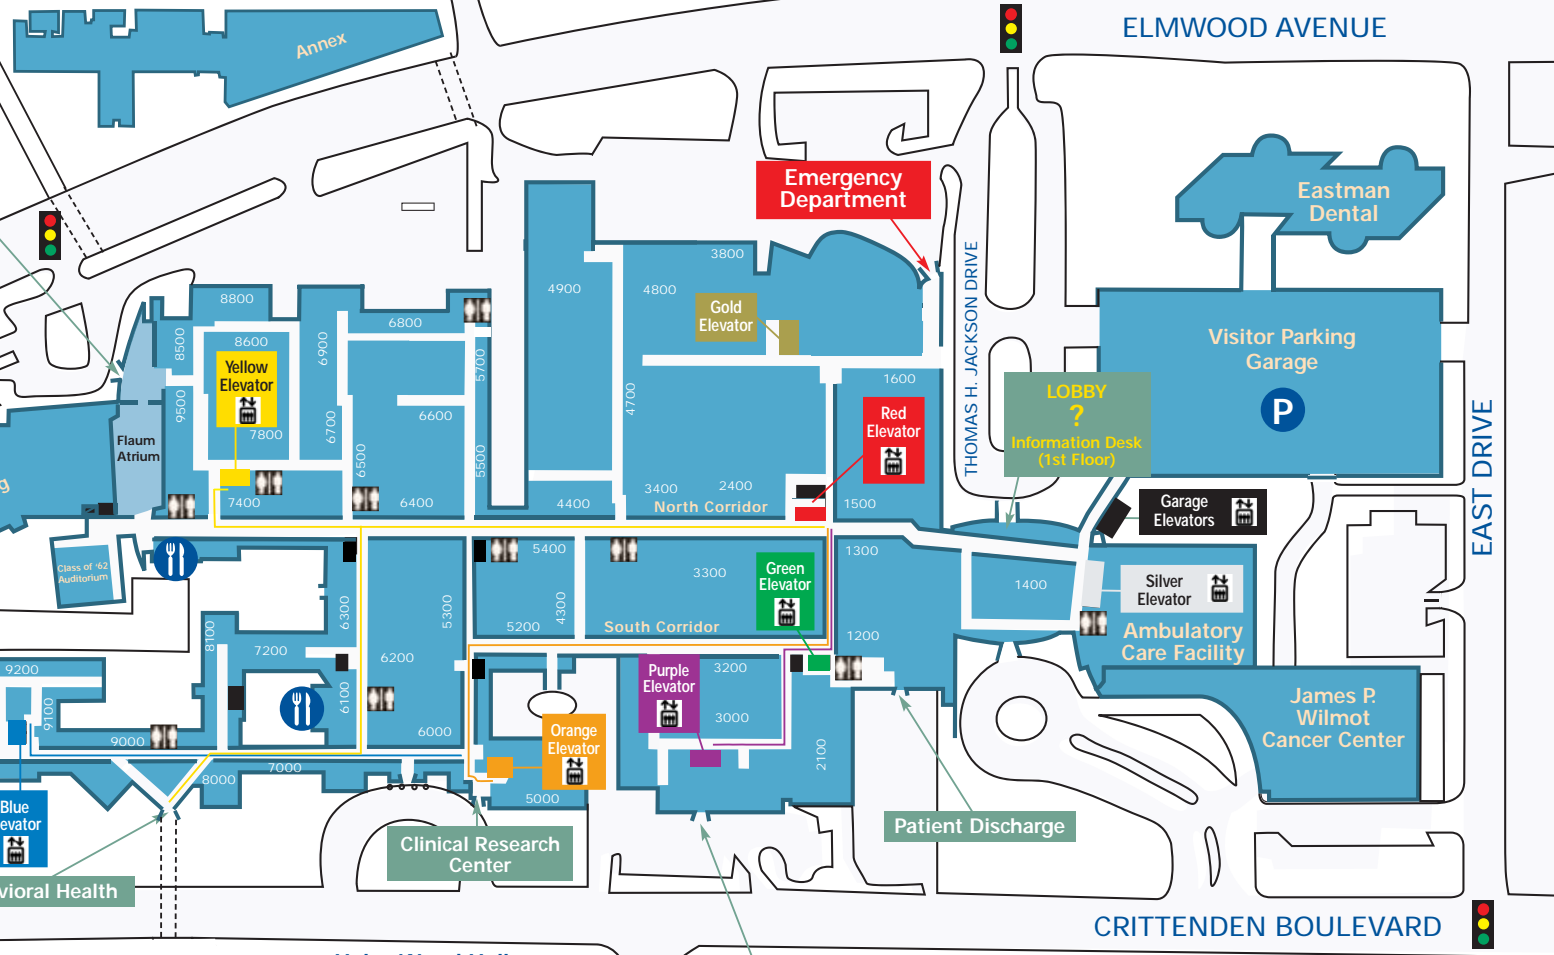 ELMWOOD AVENUE
Annex
Emergency
Department
Eastman
Dental
THOMAS H. JACKSON DRIVE
3800
4900
4800
8800
Gold
Elevator
6800
8500
8600
6900
5700
Visitor Parking
Garage
Yellow
Elevator
1600
LOBBY
?
Information Desk
(1st Floor)
P
9500
7800
6700
6600
4700
Red
Elevator
EAST DRIVE
Flaum
Atrium
6500
5500
g
7400
6400
4400
3400
2400
North Corridor
1500
Garage
Elevators
Class of '62
Auditorium
5400
3300
Green
Elevator
1300
1400
Silver
Elevator
6300
5300
4300
5200
South Corridor
1200
Ambulatory
Care Facility
8100
7200
6200
9200
6100
Purple
Elevator
3200
3000
James P.
Wilmot
Cancer Center
9100
9000
6000
Orange
Elevator
2100
8000
7000
5000
Blue
evator
Patient Discharge
Clinical Research
Center
vioral Health
CRITTENDEN BOULEVARD